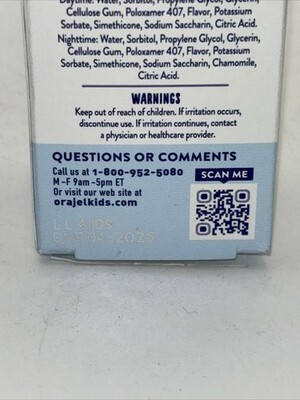 Daytime: Water, Sorbitol, Propylene Glycol, Glycerin,
Cellulose Gum, Poloxamer 407, Flavor, Potassium
Sorbate, Simethicone, Sodium Saccharin, Citric Acid.
Nighttime: Water, Sorbitol, Propylene Glycol, Glycerin,
Cellulose Gum, Poloxamer 407, Flavor, Potassium
Sorbate, Simethicone, Sodium Saccharin, Chamomile,
Citric Acid.
WARNINGS
Keep out of reach of children. If irritation occurs,
discontinue use. If irritation continues, contact
a physician or healthcare provider.
QUESTIONS OR COMMENTS
Call us at 1-800-952-5080
M-F 9am-5pm ET
Or visit our web site at
orajelkids.com
SCAN ME